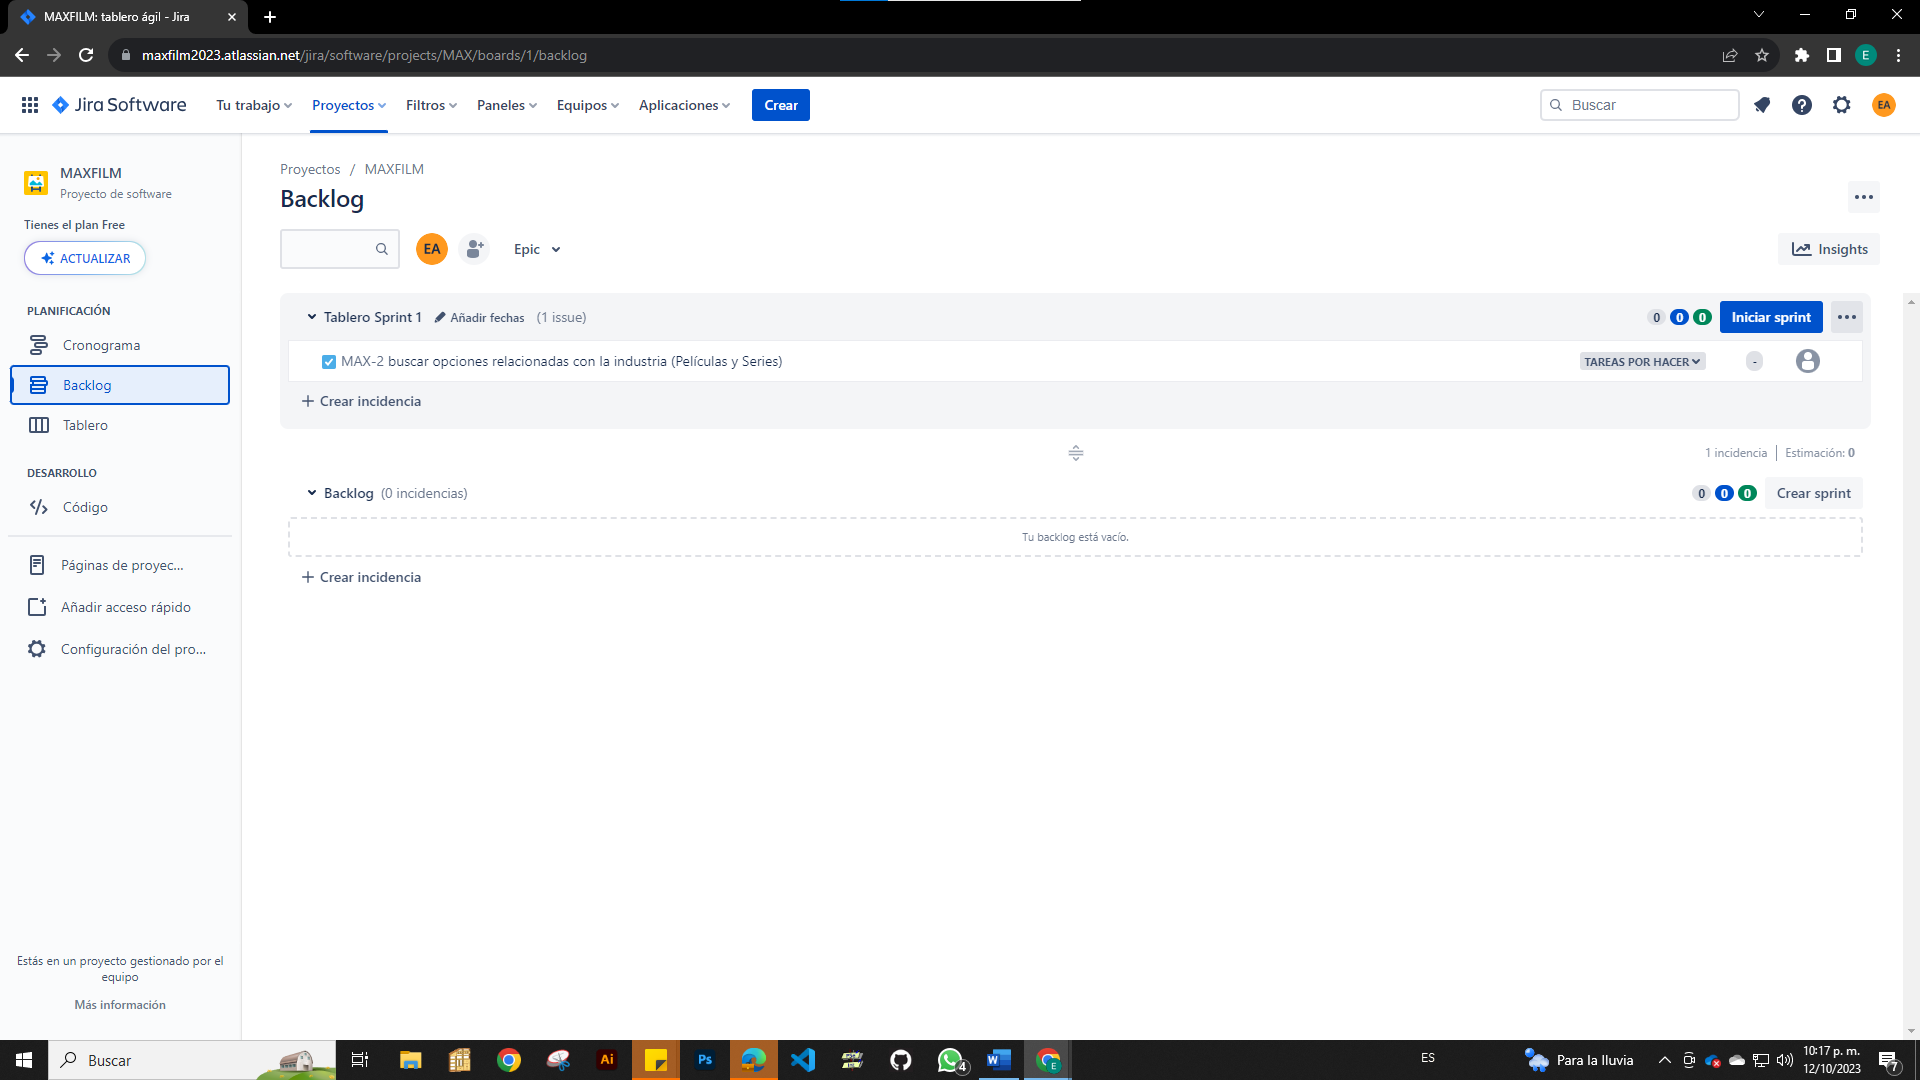 MAXFILM: tablero ágil - Jira
maxfilm2023.atlassian.net/jira/software/projects/MAX/boards/1/backlog
E
Jira Software
Tu trabajo
Proyectos
Filtros
Paneles
Equipos
Aplicaciones
Crear
Buscar
EA
MAXFILM
Proyecto de software
Tienes el plan Free
ACTUALIZAR
PLANIFICACIÓN
Cronograma
Backlog
Tablero
DESARROLLO
Código
Páginas de proyec...
Añadir acceso rápido
Configuración del pro...
Estás en un proyecto gestionado por el
equipo
Más información
Proyectos / MAXFILM
Backlog
EA
Epic
Insights
Tablero Sprint 1 Añadir fechas (1 issue)
0 0 0 Iniciar sprint
MAX-2 buscar opciones relacionadas con la industria (Películas y Series)
TAREAS POR HACER -
+ Crear incidencia
1 incidencia | Estimación: 0
Backlog (0 incidencias)
0 0 0 Crear sprint
Tu backlog está vacío.
+ Crear incidencia
Buscar
Ai
Ps
4
W
E
ES
Para la lluvia
10:17 p. m.
12/10/2023
7